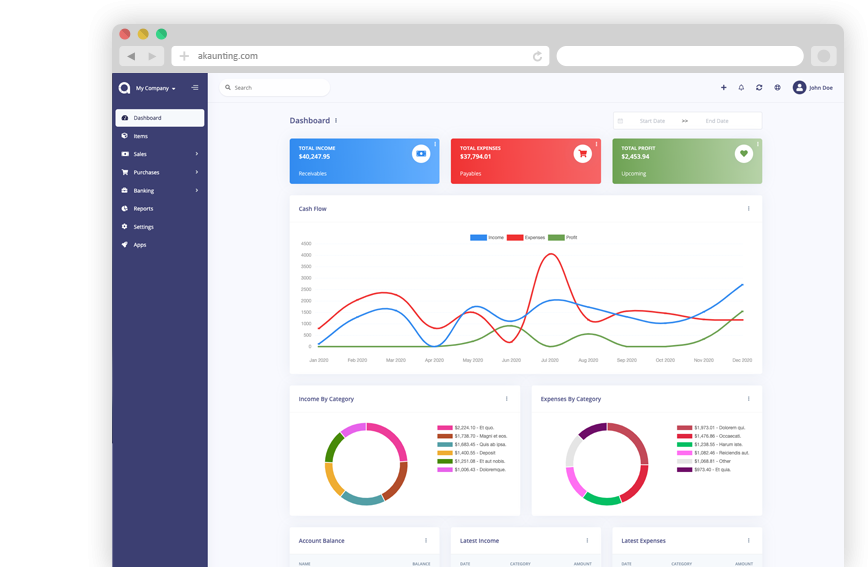 akaunting.com
My Company
Search
John Doe
Dashboard
Items
Sales
Purchases
Banking
Reports
Settings
Apps
Dashboard
Start Date >> End Date
TOTAL INCOME
$40,247.95
Receivables
TOTAL EXPENSES
$37,794.01
Payables
TOTAL PROFIT
$2,453.94
Upcoming
Cash Flow
Income Expenses Profit
4500
4000
3500
3000
2500
2000
1500
1000
500
0
Jan 2020 Feb 2020 Mar 2020 Apr 2020 May 2020 Jun 2020 Jul 2020 Aug 2020 Sep 2020 Oct 2020 Nov 2020 Dec 2020
Income By Category
$2,224.10 - Et quo.
$1,738.70 - Magni et eos.
$1,683.45 - Quis ab ipsa.
$1,400.55 - Deposit
$1,251.08 - Et aut nobis.
$1,006.42 - Doloremque.
Expenses By Category
$1,973.01 - Dolorem qui.
$1,476.86 - Occaecati.
$1,238.55 - Harum iste.
$1,082.46 - Reiciendis aut.
$1,068.81 - Other
$973.40 - Et quia.
Account Balance
NAME BALANCE
Latest Income
DATE CATEGORY AMOUNT
Latest Expenses
DATE CATEGORY AMOUNT